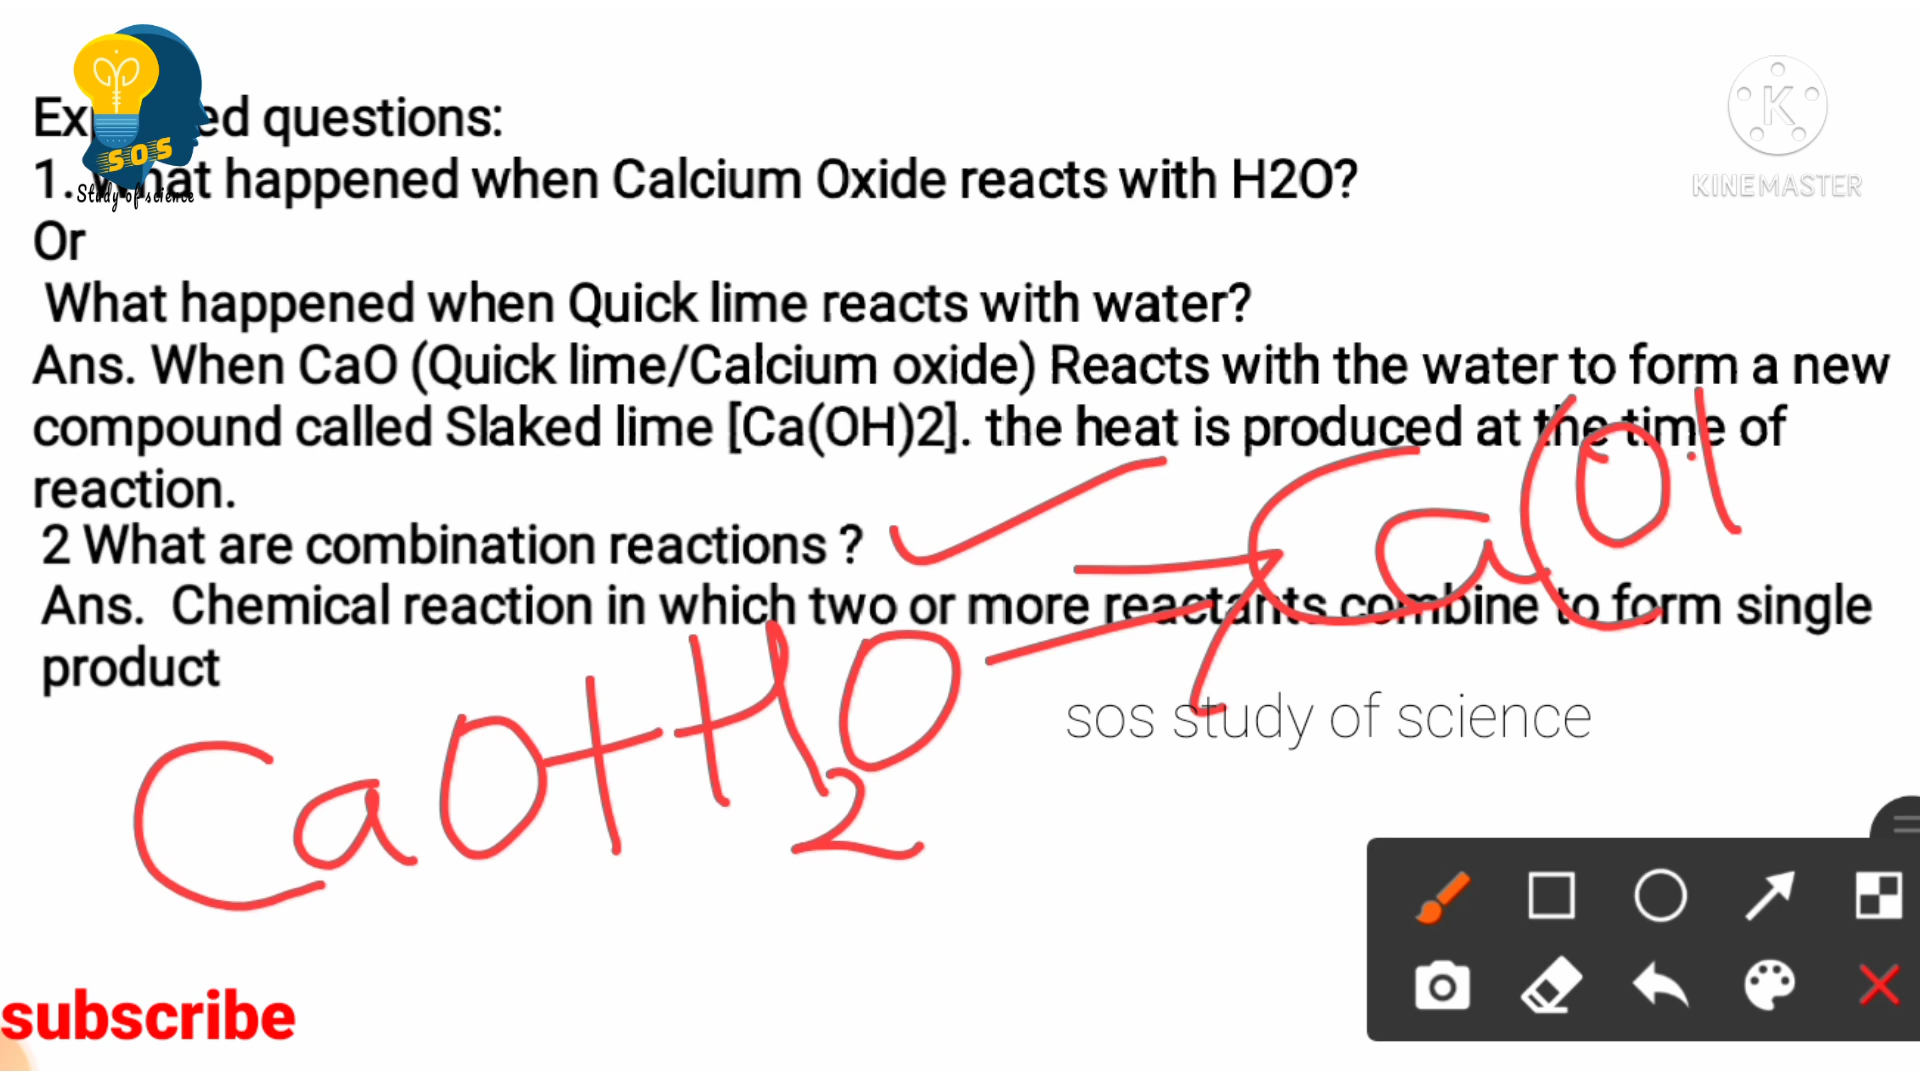 questions:
1. happened when Calcium Oxide reacts with H2O?
SOS
Study of science
KINEMASTER
Or
What happened when Quick lime reacts with water?
Ans. When CaO (Quick lime/Calcium oxide) Reacts with the water to form a new
compound called Slaked lime [Ca(OH)2]. the heat is produced at the time of
reaction.
2 What are combination reactions ?
Ans. Chemical reaction in which two or more reactants combine to form single
product
CaO+H2O → Ca(O
sos study of science
subscribe